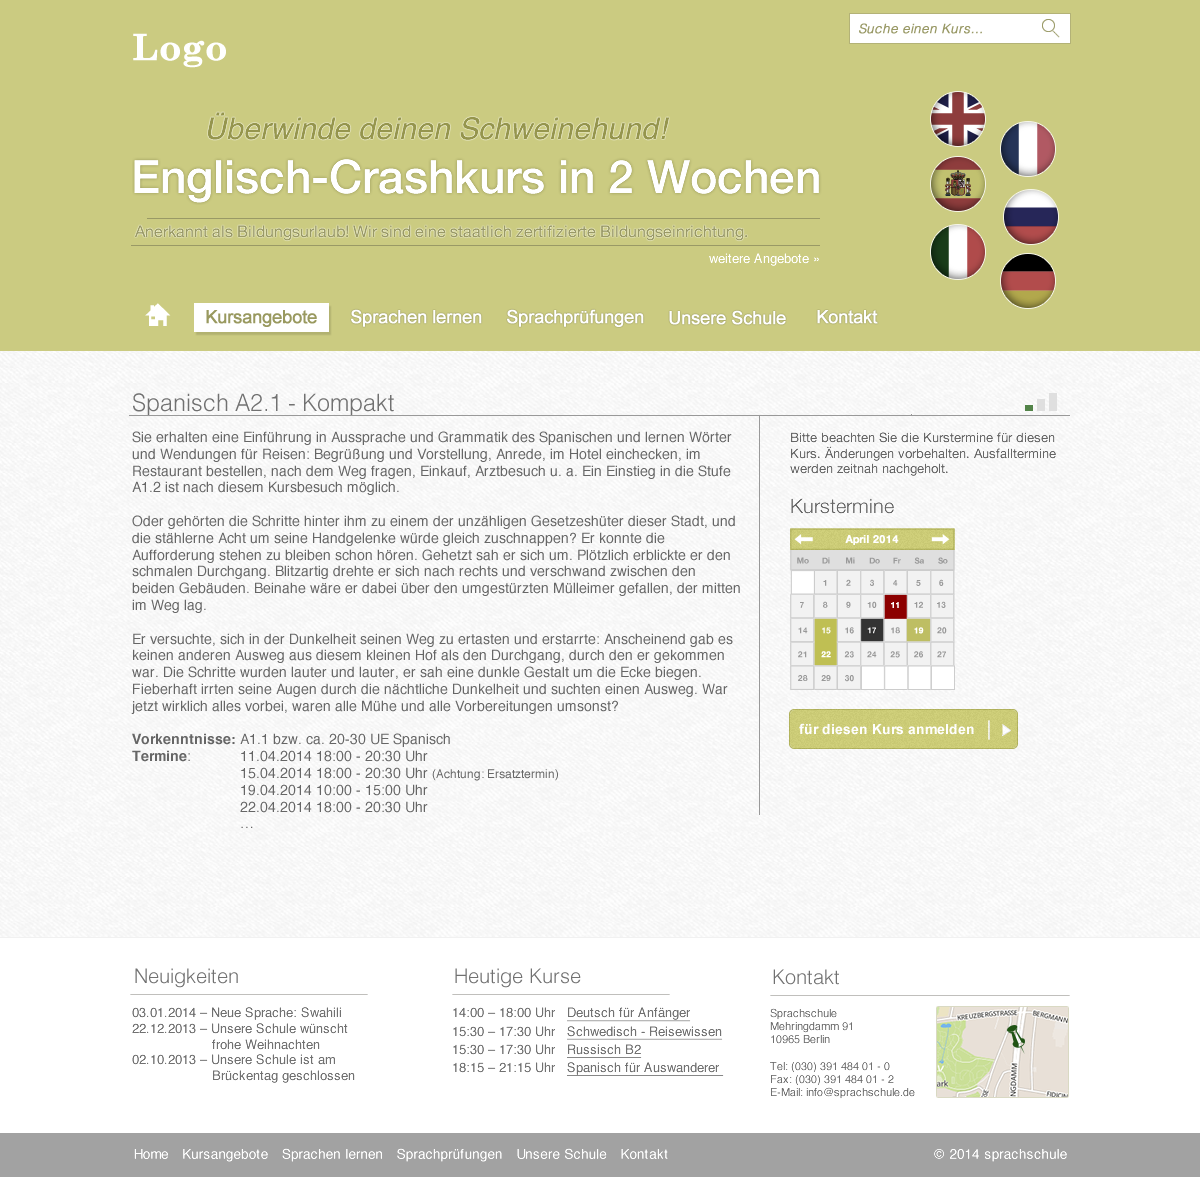 Logo
Suche einen Kurs...
Überwinde deinen Schweinehund!
Englisch-Crashkurs in 2 Wochen
Anerkannt als Bildungsurlaub! Wir sind eine staatlich zertifizierte Bildungseinrichtung.
weitere Angebote »
Kursangebote Sprachen lernen Sprachprüfungen Unsere Schule Kontakt
Spanisch A2.1 - Kompakt
Sie erhalten eine Einführung in Aussprache und Grammatik des Spanischen und lernen Wörter
und Wendungen für Reisen: Begrüßung und Vorstellung, Anrede, im Hotel einchecken, im
Restaurant bestellen, nach dem Weg fragen, Einkauf, Arztbesuch u. a. Ein Einstieg in die Stufe
A1.2 ist nach diesem Kursbesuch möglich.
Oder gehörten die Schritte hinter ihm zu einem der unzähligen Gesetzeshüter dieser Stadt, und
die stählerne Acht um seine Handgelenke würde gleich zuschnappen? Er konnte die
Aufforderung stehen zu bleiben schon hören. Gehetzt sah er sich um. Plötzlich erblickte er den
schmalen Durchgang. Blitzartig drehte er sich nach rechts und verschwand zwischen den
beiden Gebäuden. Beinahe wäre er dabei über den umgestürzten Mülleimer gefallen, der mitten
im Weg lag.
Er versuchte, sich in der Dunkelheit seinen Weg zu ertasten und erstarrte: Anscheinend gab es
keinen anderen Ausweg aus diesem kleinen Hof als den Durchgang, durch den er gekommen
war. Die Schritte wurden lauter und lauter, er sah eine dunkle Gestalt um die Ecke biegen.
Fieberhaft irrten seine Augen durch die nächtliche Dunkelheit und suchten einen Ausweg. War
jetzt wirklich alles vorbei, waren alle Mühe und alle Vorbereitungen umsonst?
Vorkenntnisse: A1.1 bzw. ca. 20-30 UE Spanisch
Termine: 11.04.2014 18:00 - 20:30 Uhr
15.04.2014 18:00 - 20:30 Uhr (Achtung: Ersatztermin)
19.04.2014 10:00 - 15:00 Uhr
22.04.2014 18:00 - 20:30 Uhr
...
Bitte beachten Sie die Kurstermine für diesen
Kurs. Änderungen vorbehalten. Ausfalltermine
werden zeitnah nachgeholt.
Kurstermine
April 2014
Mo Di Mi Do Fr Sa So
1 2 3 4 5 6
7 8 9 10 11 12 13
14 15 16 17 18 19 20
21 22 23 24 25 26 27
28 29 30
für diesen Kurs anmelden
Neuigkeiten
03.01.2014 – Neue Sprache: Swahili
22.12.2013 – Unsere Schule wünscht
frohe Weihnachten
02.10.2013 – Unsere Schule ist am
Brückentag geschlossen
Heutige Kurse
14:00 – 18:00 Uhr Deutsch für Anfänger
15:30 – 17:30 Uhr Schwedisch - Reisewissen
15:30 – 17:30 Uhr Russisch B2
18:15 – 21:15 Uhr Spanisch für Auswanderer
Kontakt
Sprachschule
Mehringdamm 91
10965 Berlin
Tel: (030) 391 484 01 - 0
Fax: (030) 391 484 01 - 2
E-Mail: info@sprachschule.de
KREUZBERGSTRASSE
BERGMANN
NGDAMM
ark
FIDICIN
Home Kursangebote Sprachen lernen Sprachprüfungen Unsere Schule Kontakt
© 2014 sprachschule